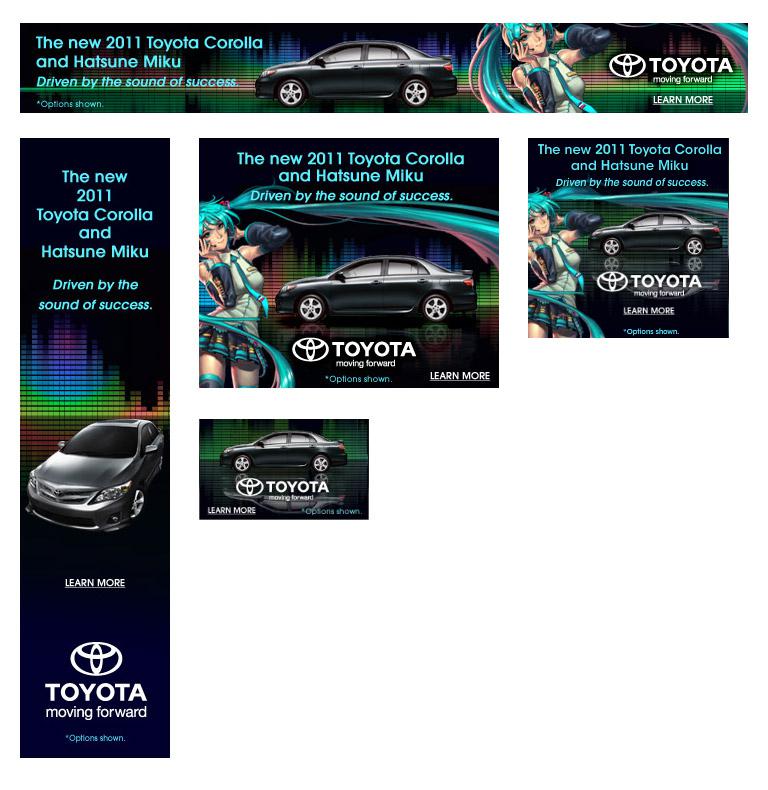 The new 2011 Toyota Corolla
and Hatsune Miku
Driven by the sound of success.
*Options shown.
TOYOTA
moving forward
LEARN MORE
The new
2011
Toyota Corolla
and
Hatsune Miku
Driven by the
sound of success.
LEARN MORE
TOYOTA
moving forward
*Options shown.
The new 2011 Toyota Corolla
and Hatsune Miku
Driven by the sound of success.
TOYOTA
moving forward
*Options shown.
LEARN MORE
The new 2011 Toyota Corolla
and Hatsune Miku
Driven by the sound of success.
TOYOTA
moving forward
LEARN MORE
*Options shown.
TOYOTA
moving forward
LEARN MORE
*Options shown.